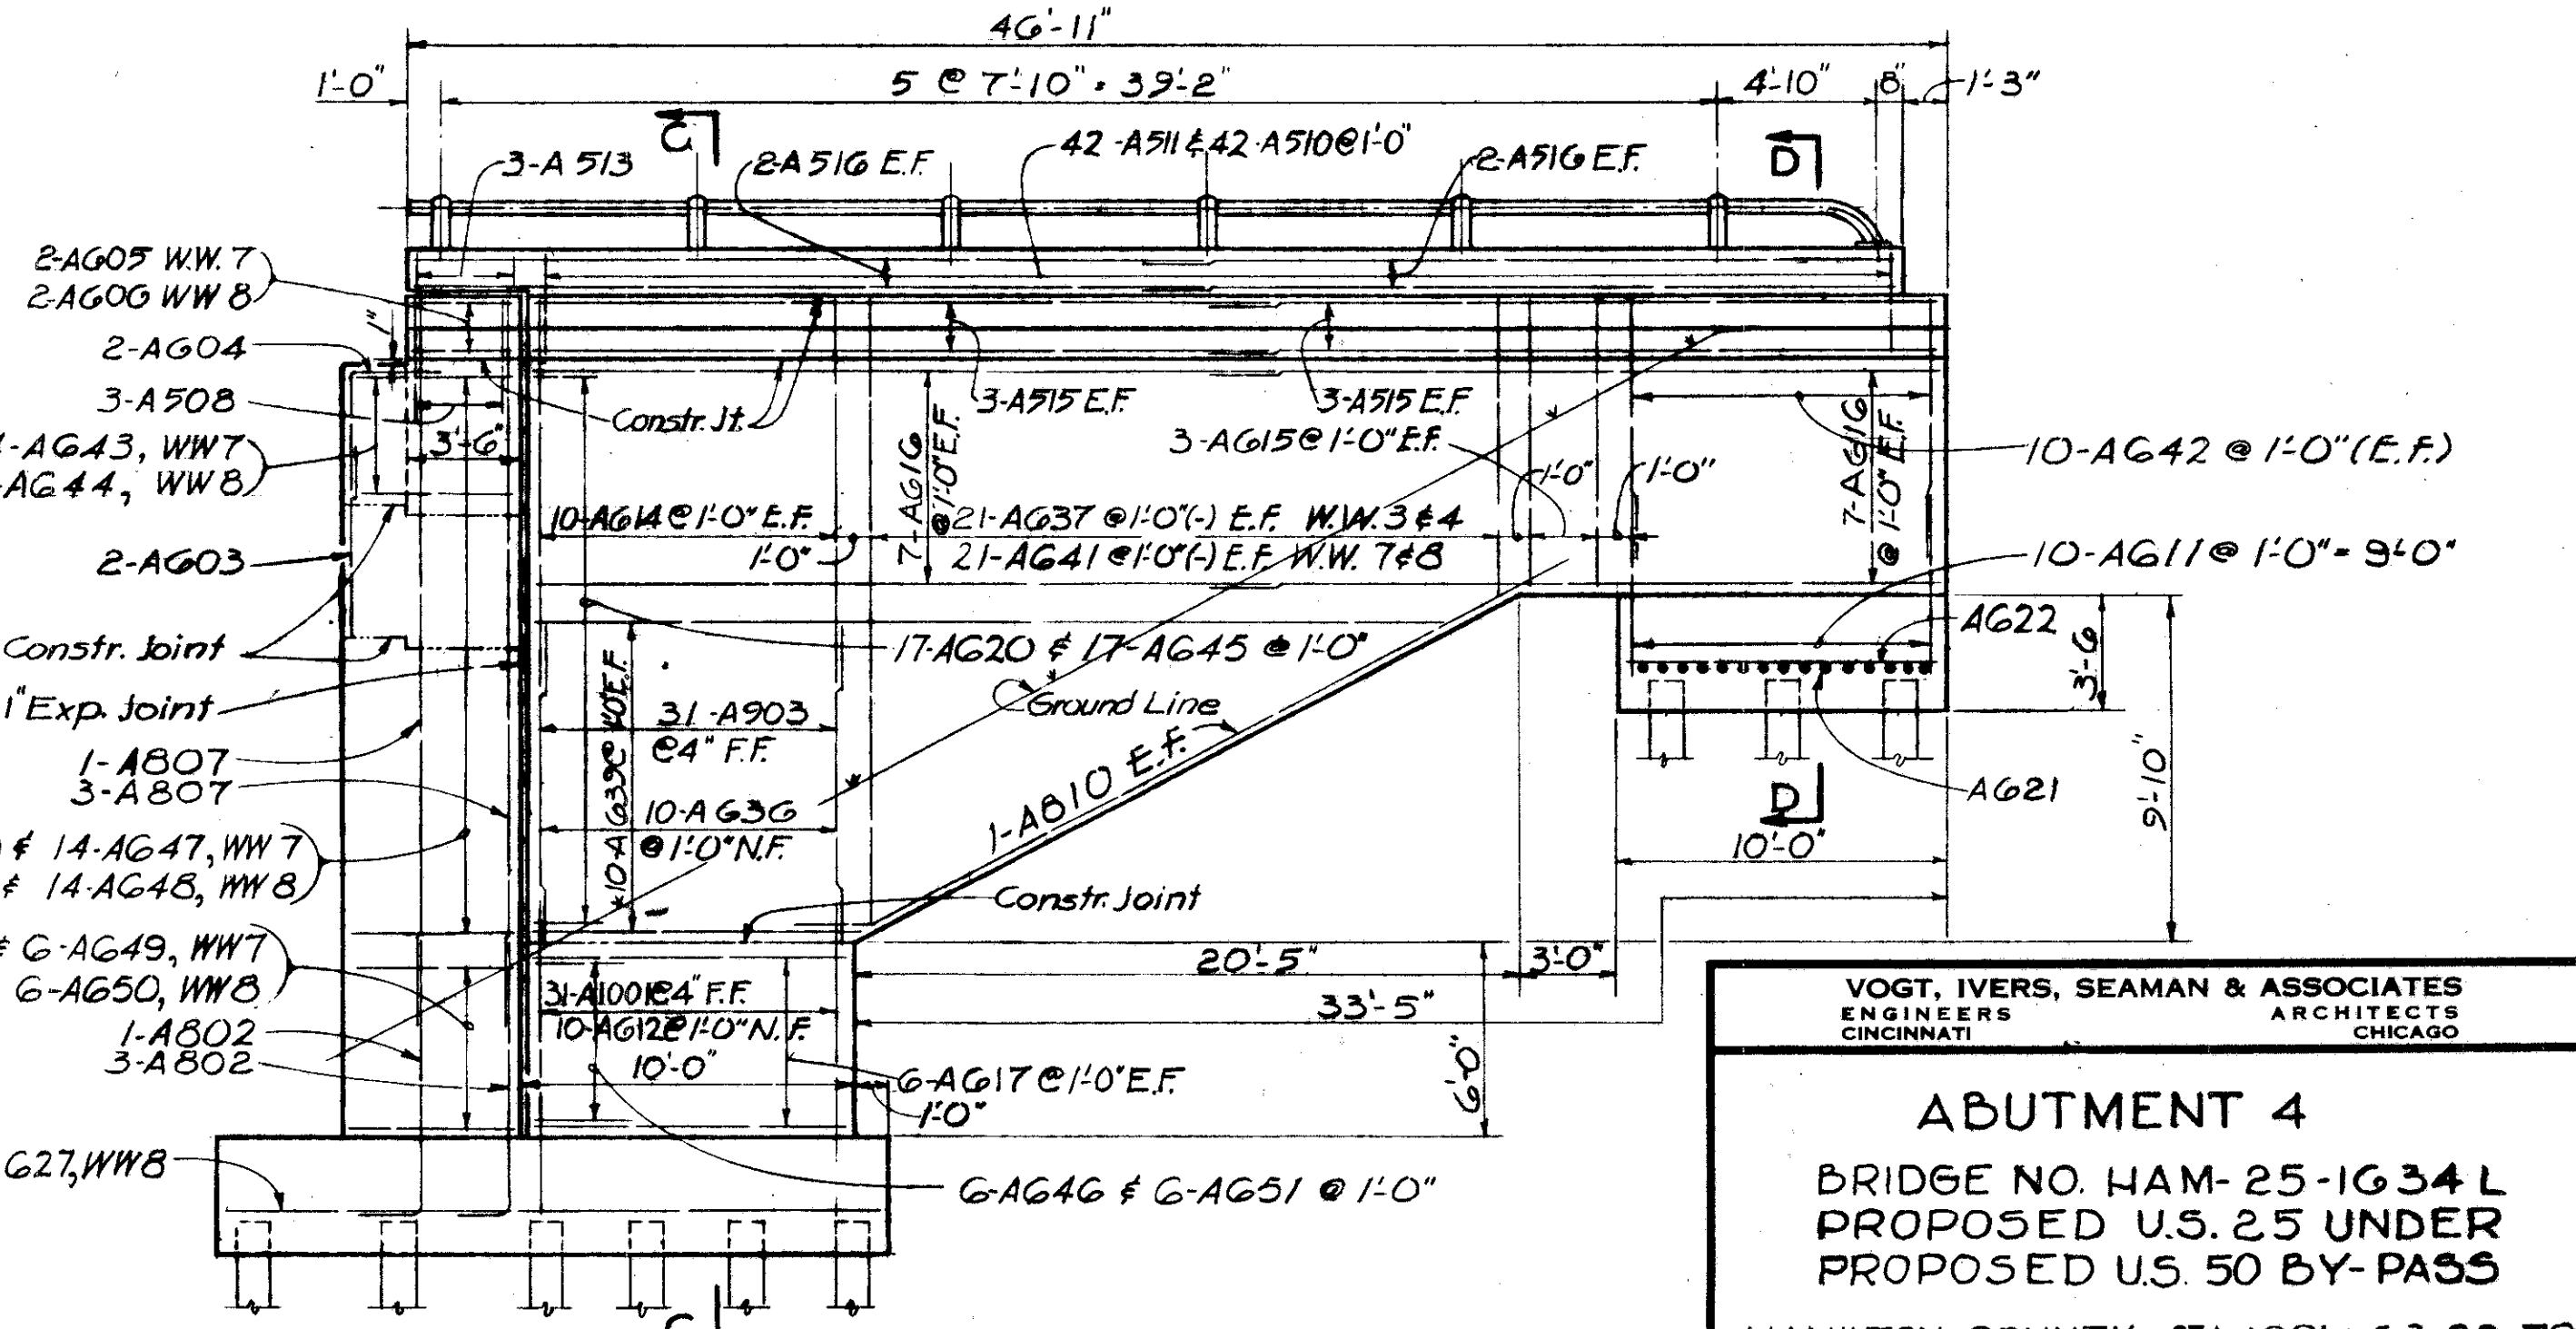 46'-11"
1'-0"
5 @ 7'-10" = 39'-2"
4'-10"
8"
1'-3"
C
D
3-A513
2-A516 E.F.
42-A511 & 42-A510 @ 1'-0"
2-A516 E.F.
2-A605 W.W. 7
2-A606 WW 8
1"
2-A604
3-A508
3'-6"
Constr. Jt.
3-A515 E.F.
3-A515 E.F.
3-A615 @ 1'-0" E.F.
-A643, WW7
-A644, WW8
7-A616
@ 1'-0" E.F.
1'-0"
1'-0"
7-A616
@ 1'-0" E.F.
10-A642 @ 1'-0" (E.F.)
10-A614 @ 1'-0" E.F.
1'-0"
21-A637 @ 1'-0"(-) E.F. W.W. 3 & 4
21-A641 @ 1'-0"(-) E.F. W.W. 7 & 8
2-A603
10-A611 @ 1'-0" = 9'-0"
Constr. Joint
17-A620 & 17-A645 @ 1'-0"
A622
3'-6"
1" Exp. Joint
Ground Line
31-A903
@ 4" F.F.
*10-A639 @ 1'-0" E.F.
1-A807
3-A807
1-A810 E.F.
A621
9'-10"
10-A636
@ 1'-0" N.F.
D
10'-0"
& 14-A647, WW 7
& 14-A648, WW 8
Constr. Joint
& 6-A649, WW7
6-A650, WW8
20'-5"
3'-0"
31-A1001 @ 4" F.F.
10-A612 @ 1'-0" N.F.
33'-5"
1-A802
3-A802
10'-0"
6-A617 @ 1'-0" E.F.
1'-0"
6'-0"
627, WW8
6-A646 & 6-A651 @ 1'-0"
C
VOGT, IVERS, SEAMAN & ASSOCIATES
ENGINEERS ARCHITECTS
CINCINNATI CHICAGO
ABUTMENT 4
BRIDGE NO. HAM-25-1634 L
PROPOSED U.S. 25 UNDER
PROPOSED U.S. 50 BY-PASS